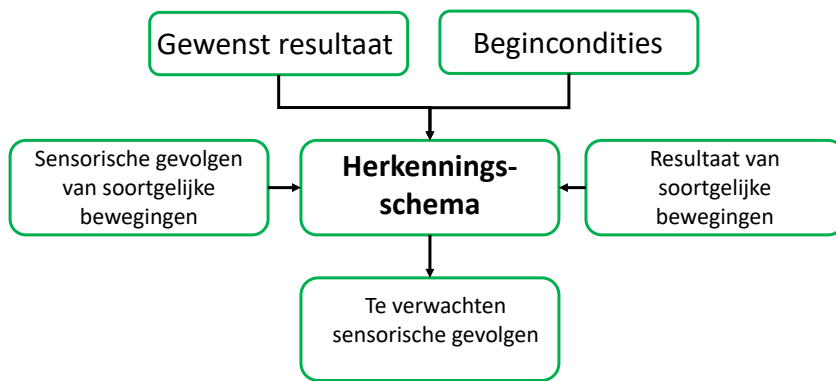 Gewenst resultaat
Begincondities
Sensorische gevolgen
van soortgelijke
bewegingen
Herkennings-
schema
Resultaat van
soortgelijke
bewegingen
Te verwachten
sensorische gevolgen